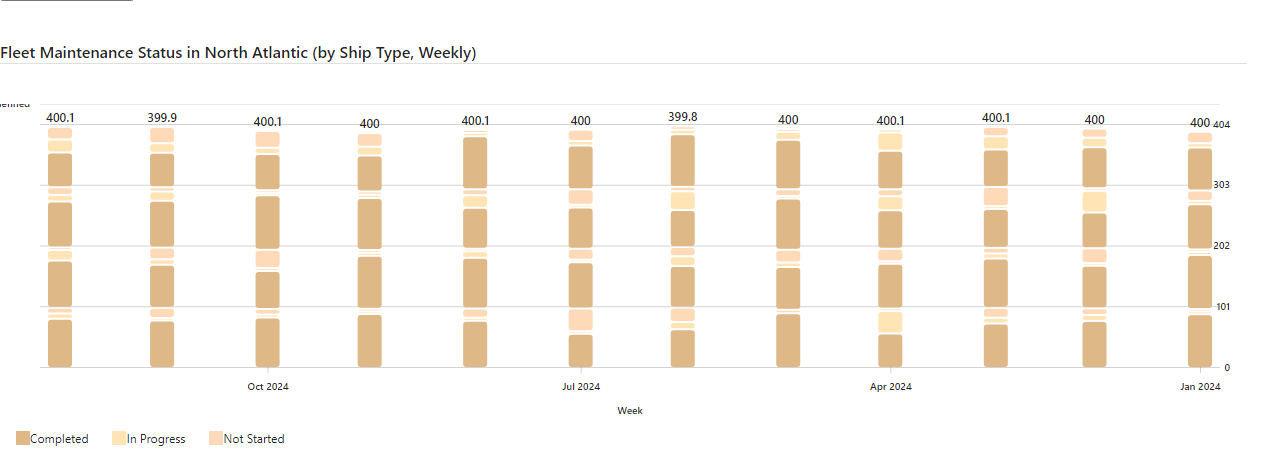 Fleet Maintenance Status in North Atlantic (by Ship Type, Weekly)
400.1 399.9 400.1 400 400.1 400 399.8 400 400.1 400.1 400 400
404
303
202
101
0
Oct 2024 Jul 2024 Apr 2024 Jan 2024
Week
Completed In Progress Not Started